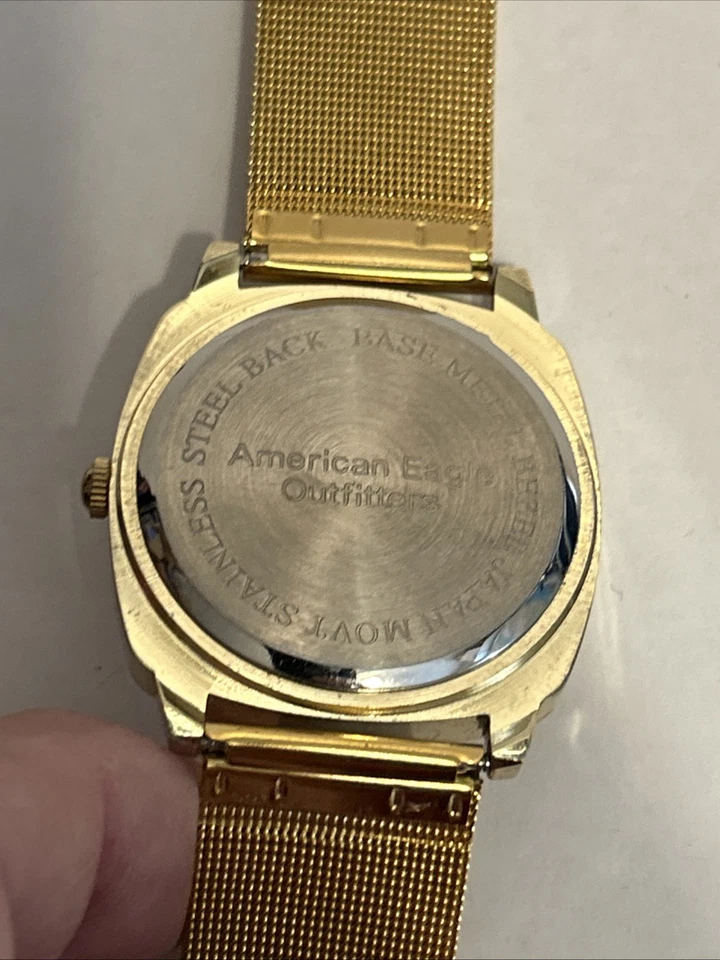 American Eagle
Outfitters
STAINLESS STEEL BACK BASE METAL BEZEL JAPAN MOVT